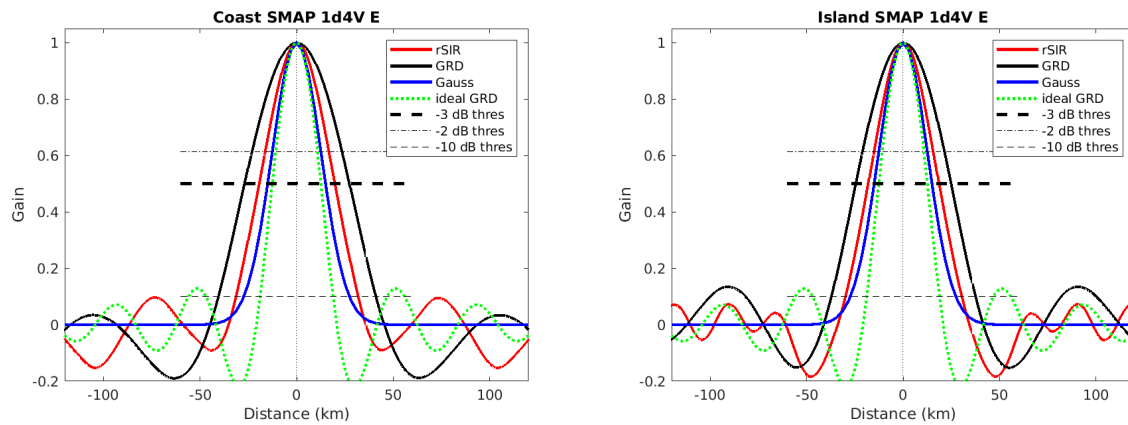 Coast SMAP 1d4V E
1
0.8
0.6
0.4
0.2
0
-0.2
Gain
rSIR
GRD
Gauss
ideal GRD
-3 dB thres
-2 dB thres
-10 dB thres
-100
-50
0
50
100
Distance (km)
Island SMAP 1d4V E
1
0.8
0.6
0.4
0.2
0
-0.2
Gain
rSIR
GRD
Gauss
ideal GRD
-3 dB thres
-2 dB thres
-10 dB thres
-100
-50
0
50
100
Distance (km)